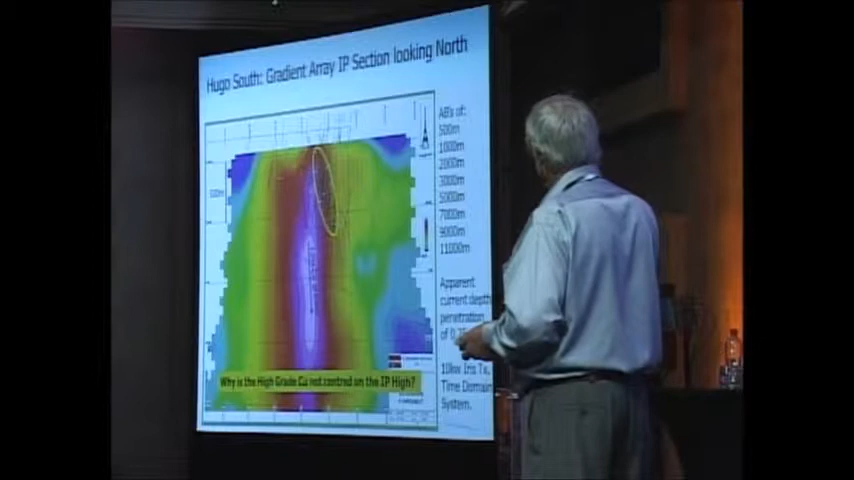 Hugo South: Gradient Array IP Section looking North
AB's of:
500m
1000m
2000m
3000m
5000m
7000m
9000m
11000m
Apparent
current depth
penetration
of
10kw Iris Tx.
Time Domain
System.
Why is the High Grade Cu not centred on the IP High?